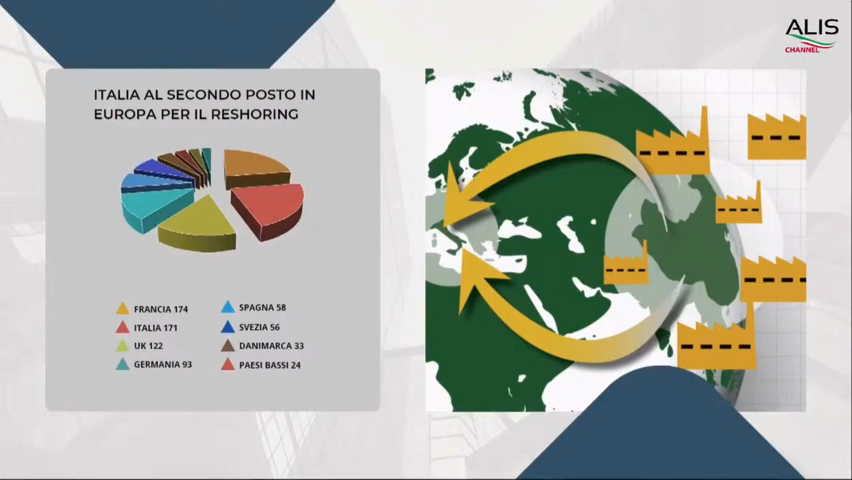 ALIS
CHANNEL
ITALIA AL SECONDO POSTO IN
EUROPA PER IL RESHORING
FRANCIA 174
ITALIA 171
UK 122
GERMANIA 93
SPAGNA 58
SVEZIA 56
DANIMARCA 33
PAESI BASSI 24